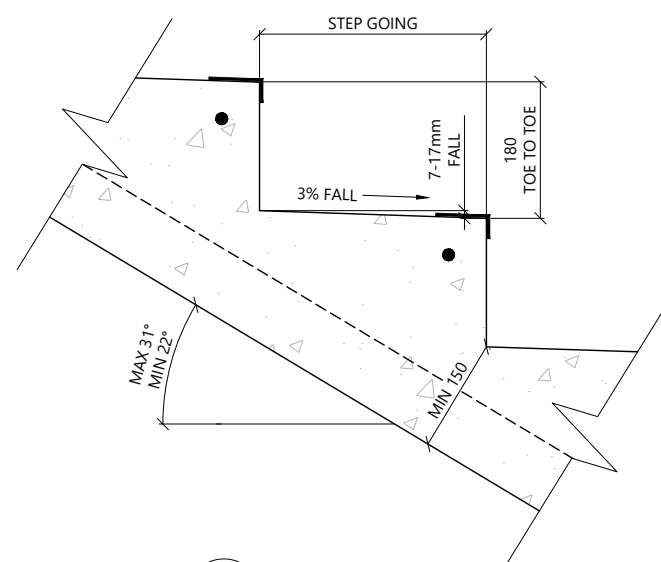 STEP GOING
7-17mm
FALL
180
TOE TO TOE
3% FALL
MAX 31°
MIN 22°
MIN 150